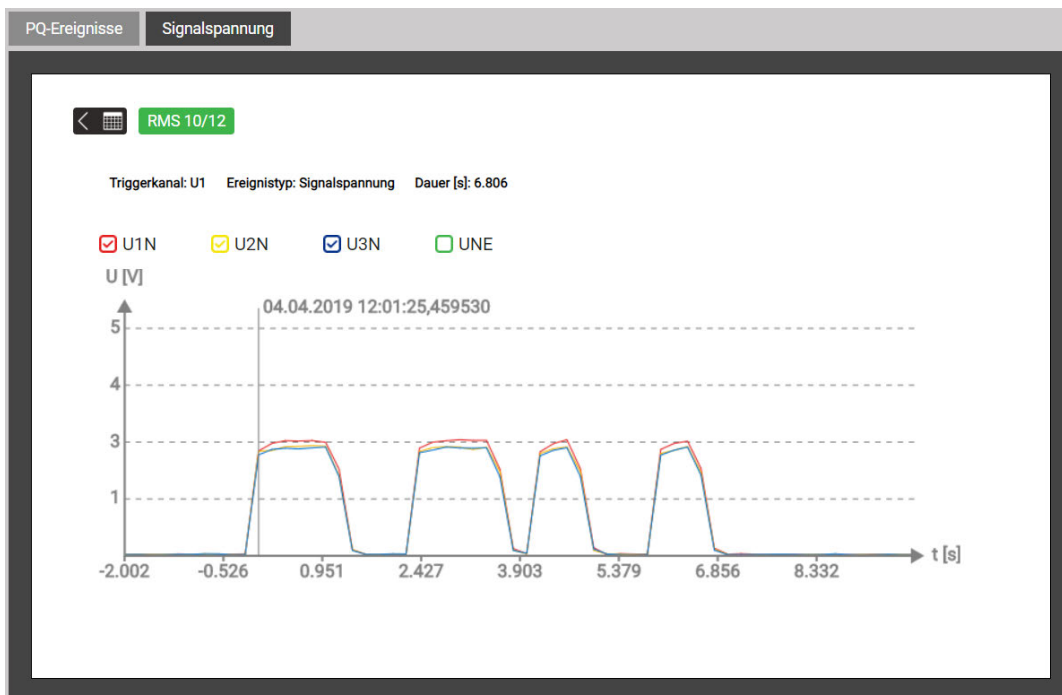 PQ-Ereignisse Signalspannung
RMS 10/12
Triggerkanal: U1 Ereignistyp: Signalspannung Dauer [s]: 6.806
U1N U2N U3N UNE
U [V]
04.04.2019 12:01:25,459530
5
4
3
1
-2.002 -0.526 0.951 2.427 3.903 5.379 6.856 8.332 t [s]